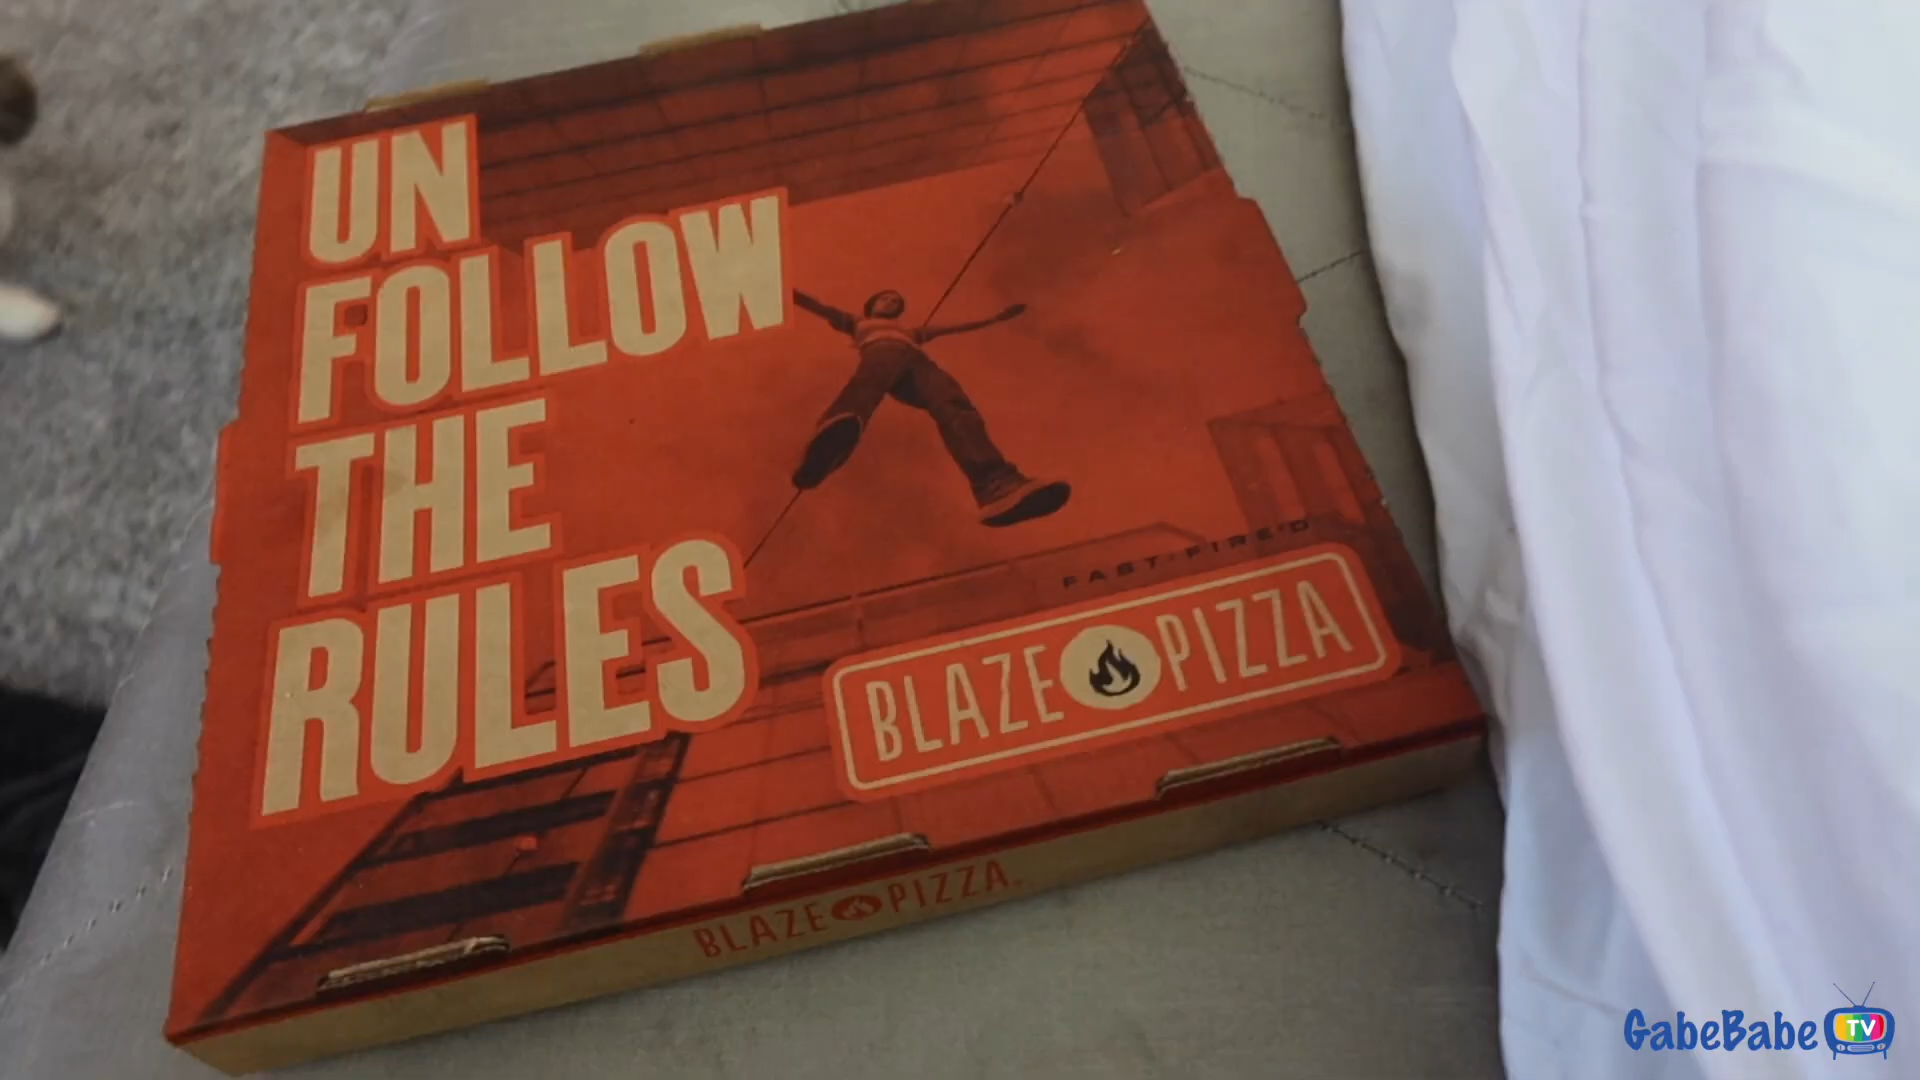 UN
FOLLOW
THE
RULES
FAST-FIRE'D
BLAZE PIZZA
BLAZE PIZZA
GabeBabe TV